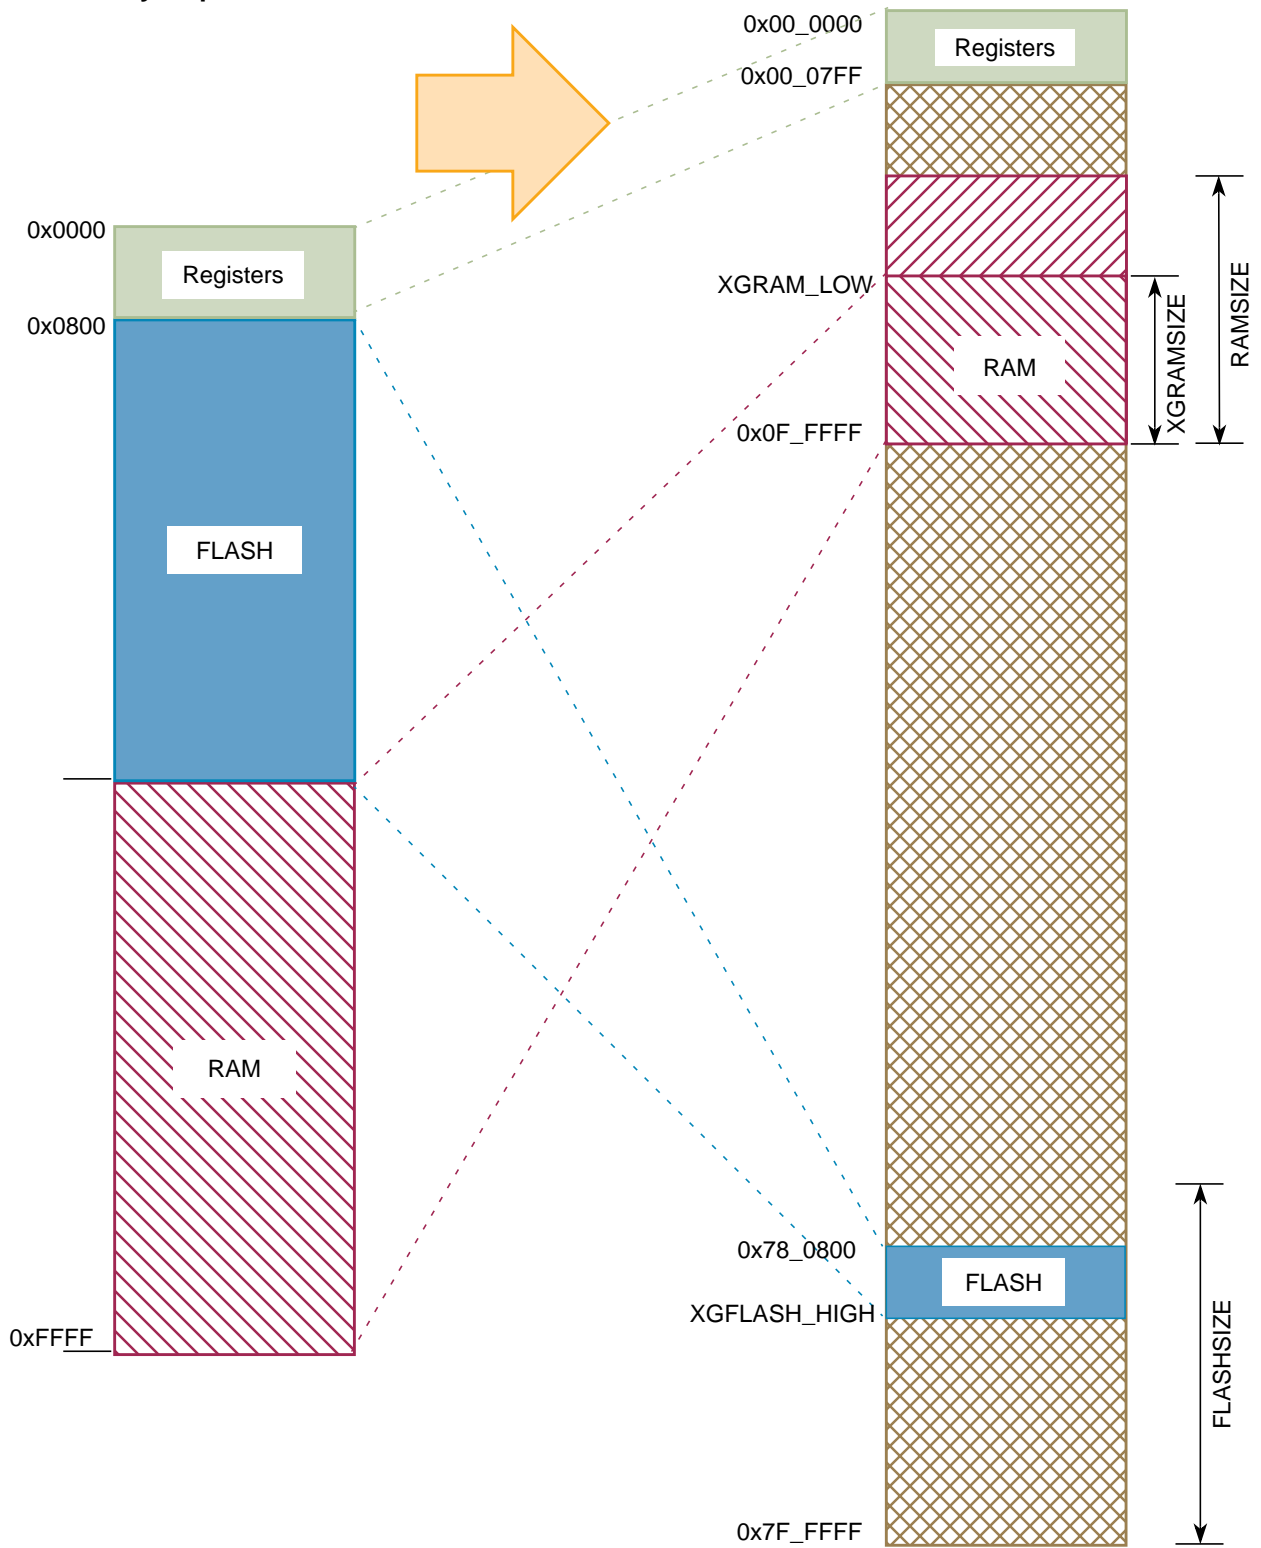 0x0000
Registers
0x0800
FLASH
RAM
0xFFFF
0x00_0000
Registers
0x00_07FF
XGRAM_LOW
RAM
0x0F_FFFF
XGRAMSIZE
RAMSIZE
0x78_0800
FLASH
XGFLASH_HIGH
FLASHSIZE
0x7F_FFFF